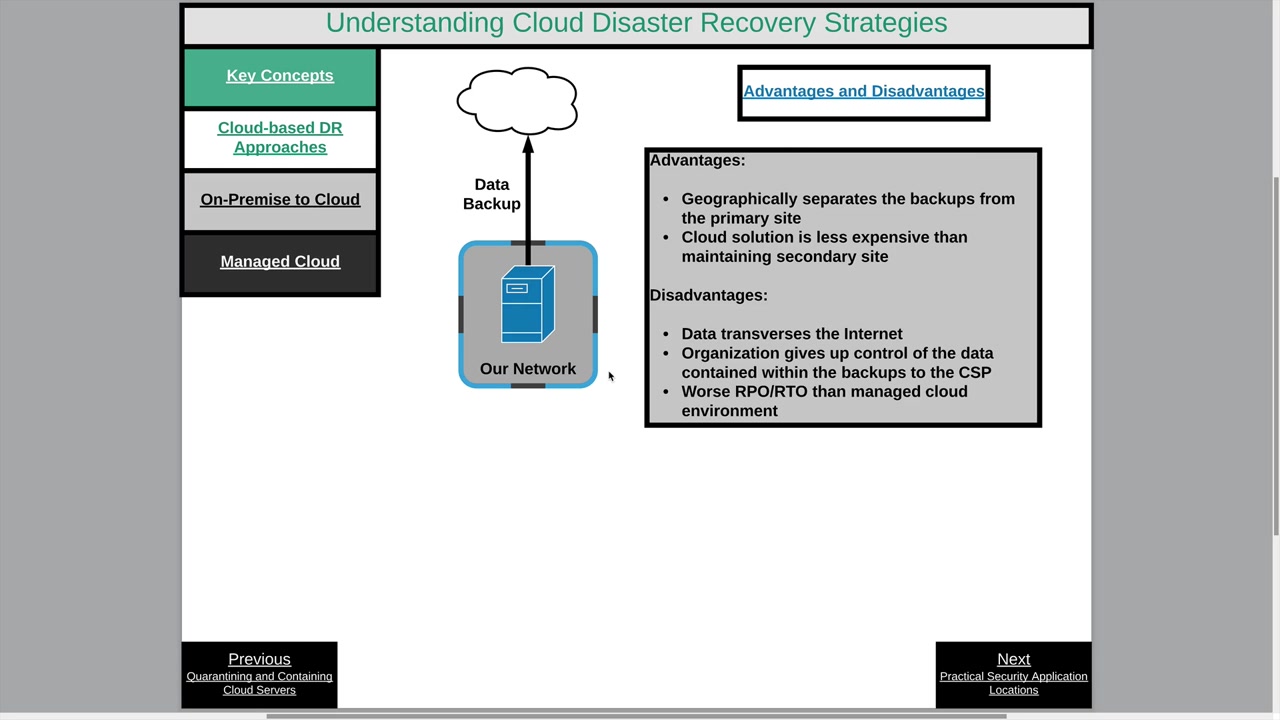 Understanding Cloud Disaster Recovery Strategies
Key Concepts
Cloud-based DR
Approaches
On-Premise to Cloud
Managed Cloud
Data
Backup
Our Network
Advantages and Disadvantages
Advantages:
• Geographically separates the backups from
the primary site
• Cloud solution is less expensive than
maintaining secondary site
Disadvantages:
• Data transverses the Internet
• Organization gives up control of the data
contained within the backups to the CSP
• Worse RPO/RTO than managed cloud
environment
Previous
Quarantining and Containing
Cloud Servers
Next
Practical Security Application
Locations